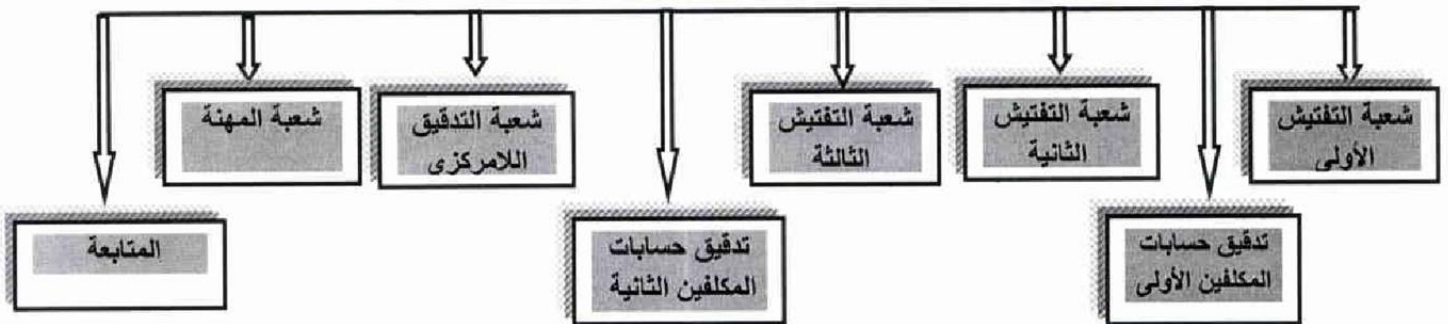 شعبة التفتيش
الأولى
شعبة التفتيش
الثانية
شعبة التفتيش
الثالثة
شعبة التدقيق
اللامركزى
شعبة المهنة
تدقيق حسابات
المكلفين الأولى
تدقيق حسابات
المكلفين الثانية
المتابعة